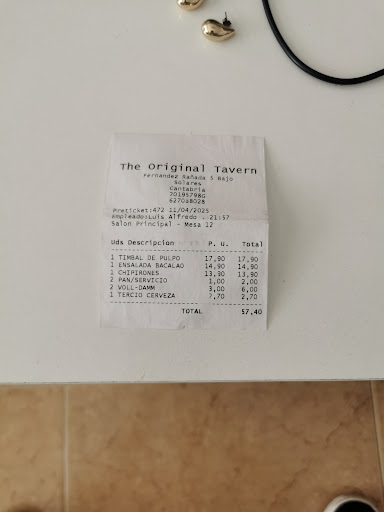 The Original Tavern
Fernandez Rañada 5 Bajo
Solares
Cantabria
20195798G
627018028
Preticket:472 11/04/2025
Empleado:Luis Alfredo - 21:57
Salon Principal - Mesa 12
Uds Descripcion P. U. Total
1 TIMBAL DE PULPO 17,90 17,90
1 ENSALADA BACALAO 14,90 14,90
1 CHIPIRONES 13,90 13,90
2 PAN/SERVICIO 1,00 2,00
2 VOLL-DAMM 3,00 6,00
1 TERCIO CERVEZA 2,70 2,70
TOTAL 57,40